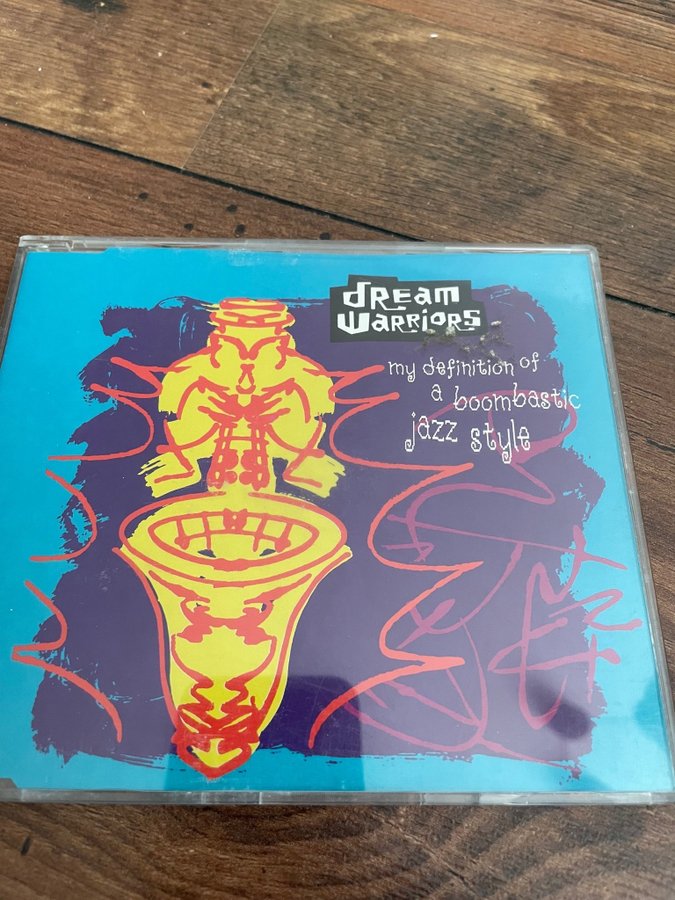 dREam
WaRRioRs
my definition of
a boombastic
jazz style